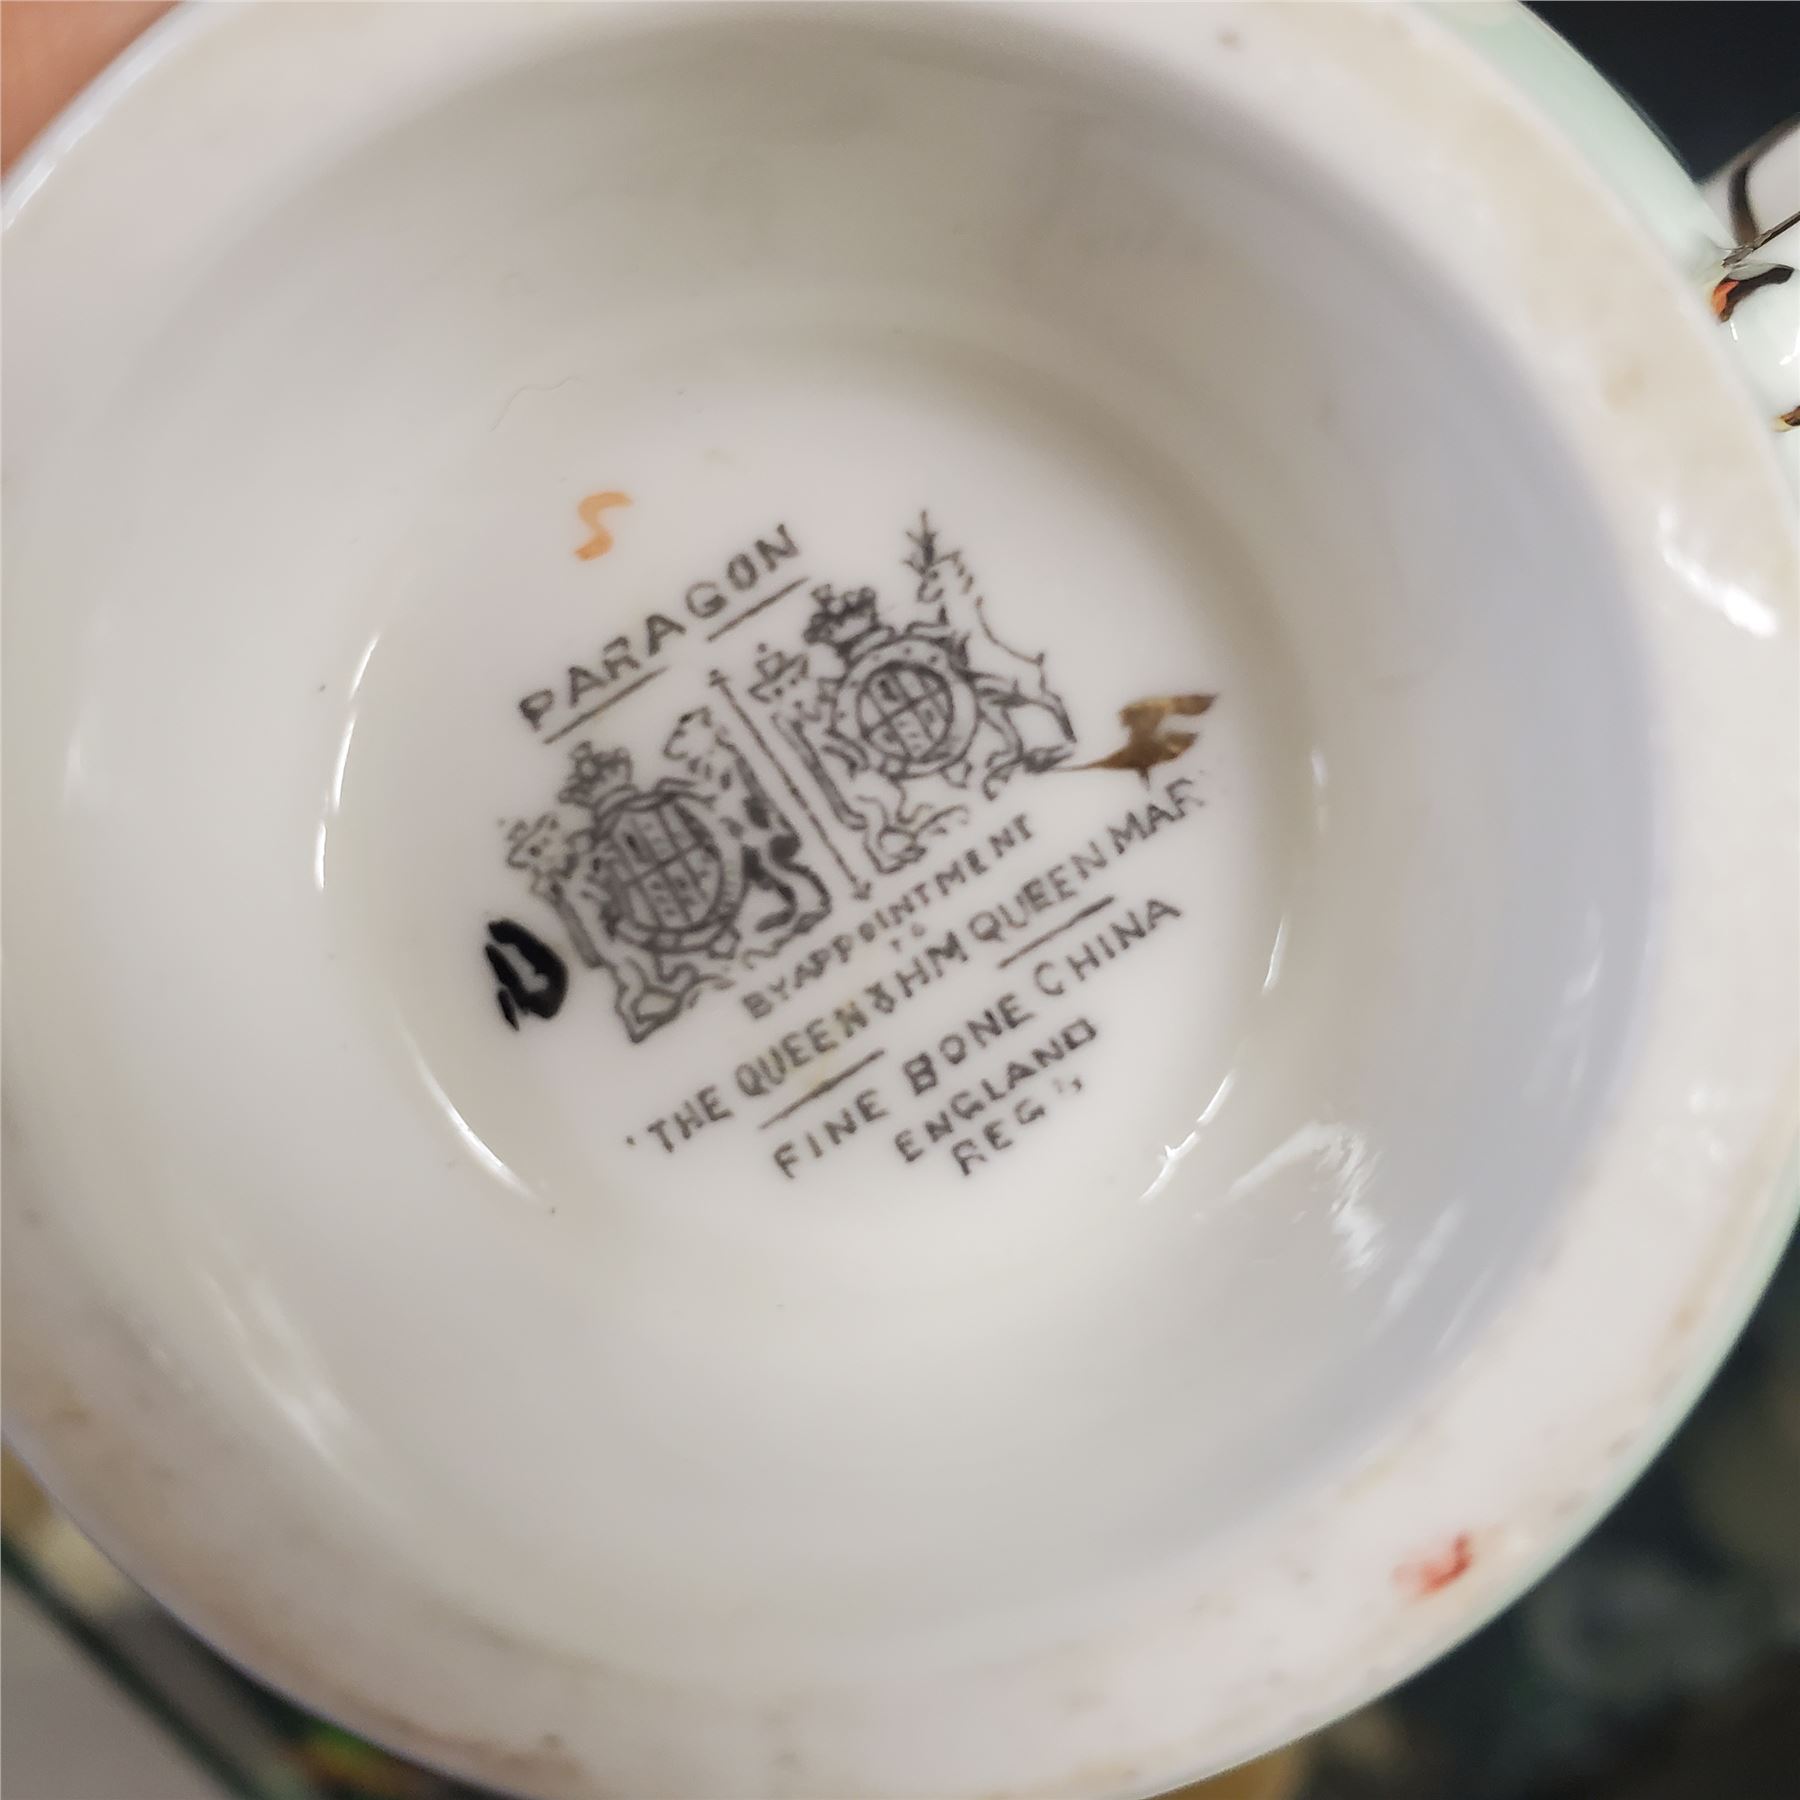 S
PARAGON
BY APPOINTMENT
TO
THE QUEEN & HM QUEEN MAR
FINE BONE CHINA
ENGLAND
REG'D